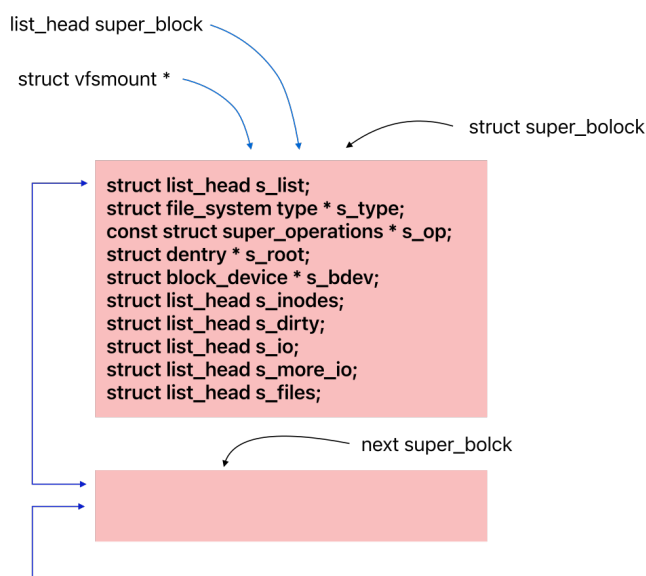 list_head super_block
struct vfsmount *
struct super_bolock
struct list_head s_list;
struct file_system type * s_type;
const struct super_operations * s_op;
struct dentry * s_root;
struct block_device * s_bdev;
struct list_head s_inodes;
struct list_head s_dirty;
struct list_head s_io;
struct list_head s_more_io;
struct list_head s_files;
next super_bolck